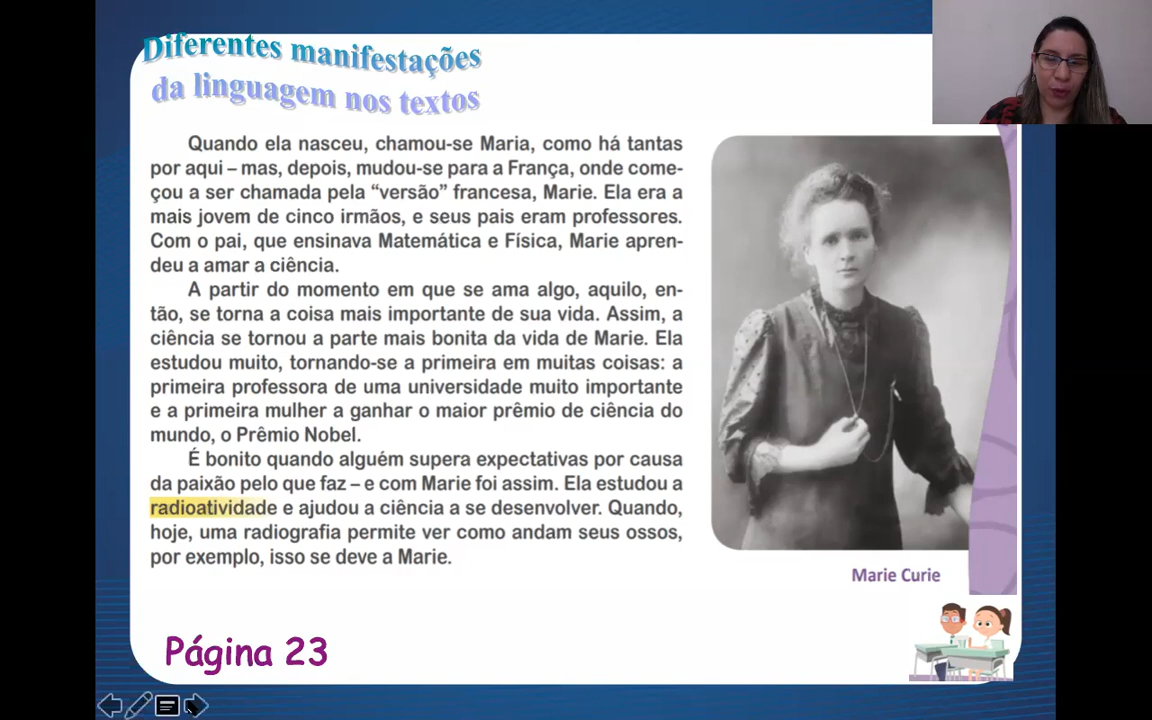 Diferentes manifestações
da linguagem nos textos
Quando ela nasceu, chamou-se Maria, como há tantas
por aqui – mas, depois, mudou-se para a França, onde come-
çou a ser chamada pela “versão” francesa, Marie. Ela era a
mais jovem de cinco irmãos, e seus pais eram professores.
Com o pai, que ensinava Matemática e Física, Marie apren-
deu a amar a ciência.
A partir do momento em que se ama algo, aquilo, en-
tão, se torna a coisa mais importante de sua vida. Assim, a
ciência se tornou a parte mais bonita da vida de Marie. Ela
estudou muito, tornando-se a primeira em muitas coisas: a
primeira professora de uma universidade muito importante
e a primeira mulher a ganhar o maior prêmio de ciência do
mundo, o Prêmio Nobel.
É bonito quando alguém supera expectativas por causa
da paixão pelo que faz – e com Marie foi assim. Ela estudou a
radioatividade e ajudou a ciência a se desenvolver. Quando,
hoje, uma radiografia permite ver como andam seus ossos,
por exemplo, isso se deve a Marie.
Marie Curie
Página 23